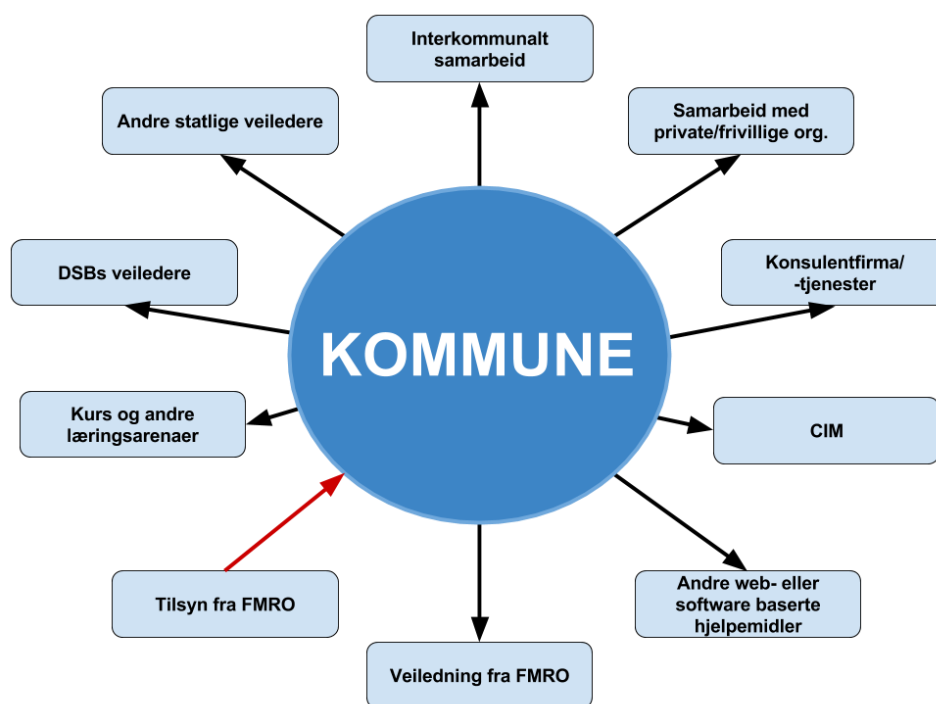 Interkommunalt
samarbeid
Andre statlige veiledere
Samarbeid med
private/frivillige org.
DSBs veiledere
Konsulentfirma/
-tjenester
KOMMUNE
Kurs og andre
læringsarenaer
CIM
Tilsyn fra FMRO
Andre web- eller
software baserte
hjelpemidler
Veiledning fra FMRO